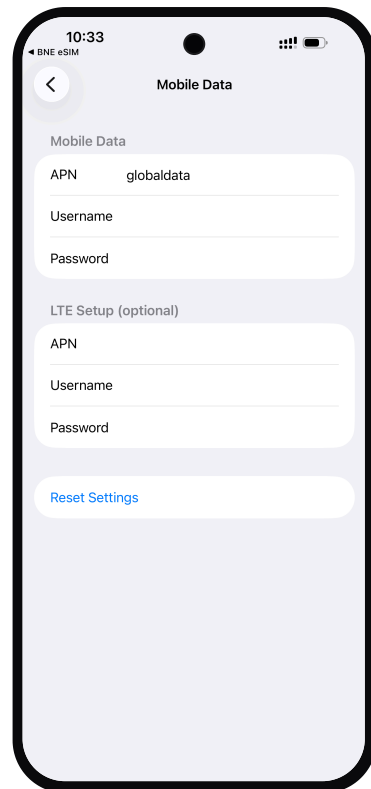 10:33
◀ BNE eSIM
Mobile Data
Mobile Data
APN globaldata
Username
Password
LTE Setup (optional)
APN
Username
Password
Reset Settings